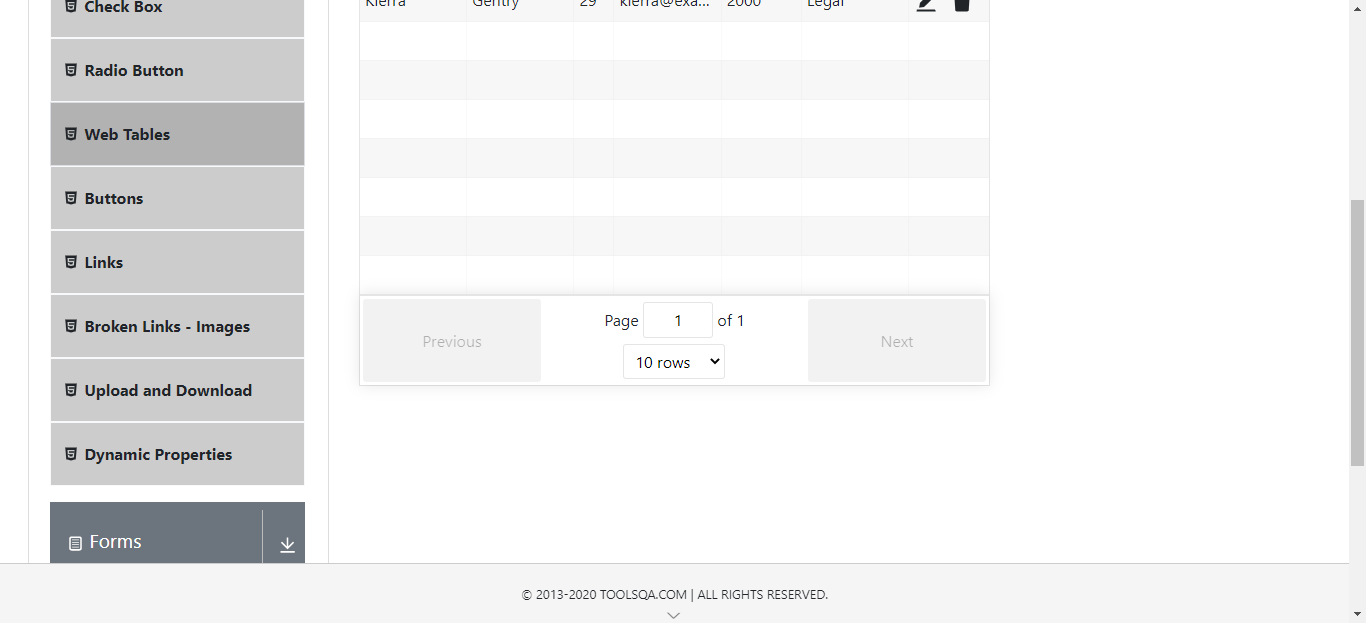 Check Box
Radio Button
Web Tables
Buttons
Links
Broken Links - Images
Upload and Download
Dynamic Properties
Forms
Kierra Gentry 29 kierra@exa... 2000 Legal
Previous
Page 1 of 1
10 rows
Next
© 2013-2020 TOOLSQA.COM | ALL RIGHTS RESERVED.